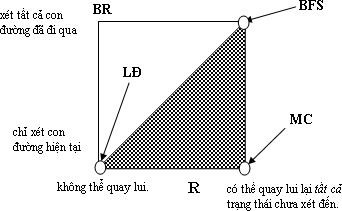 xét tất cả con
đường đã đi qua
BR
BFS
LĐ
MC
chỉ xét con
đường hiện tại
không thể quay lui.
R
có thể quay lui lại tất cả
trạng thái chưa xét đến.